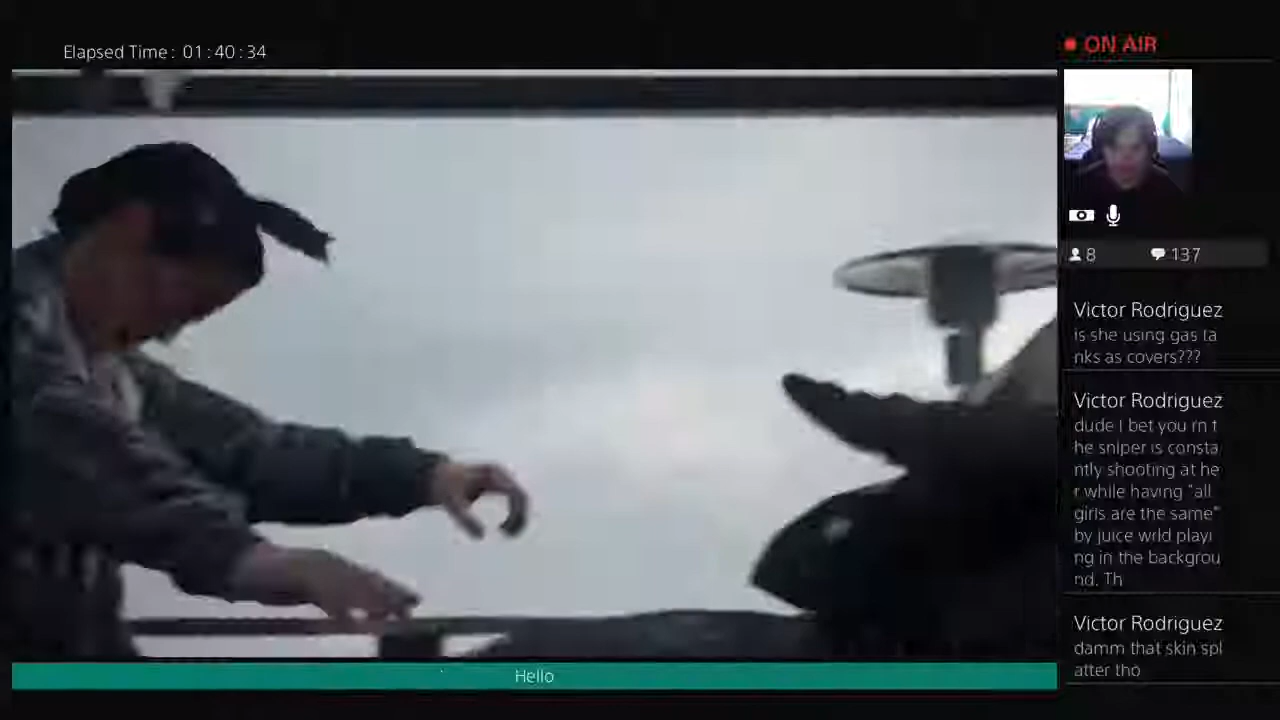 Elapsed Time: 01:40:34
ON AIR
8
137
Victor Rodriguez
is she using gas ta
nks as covers???
Victor Rodriguez
dude I bet you rn t
he sniper is consta
ntly shooting at he
r while having "all
girls are the same"
by juice wrld playi
ng in the backgrou
nd. Th
Victor Rodriguez
damm that skin spl
atter tho
Hello